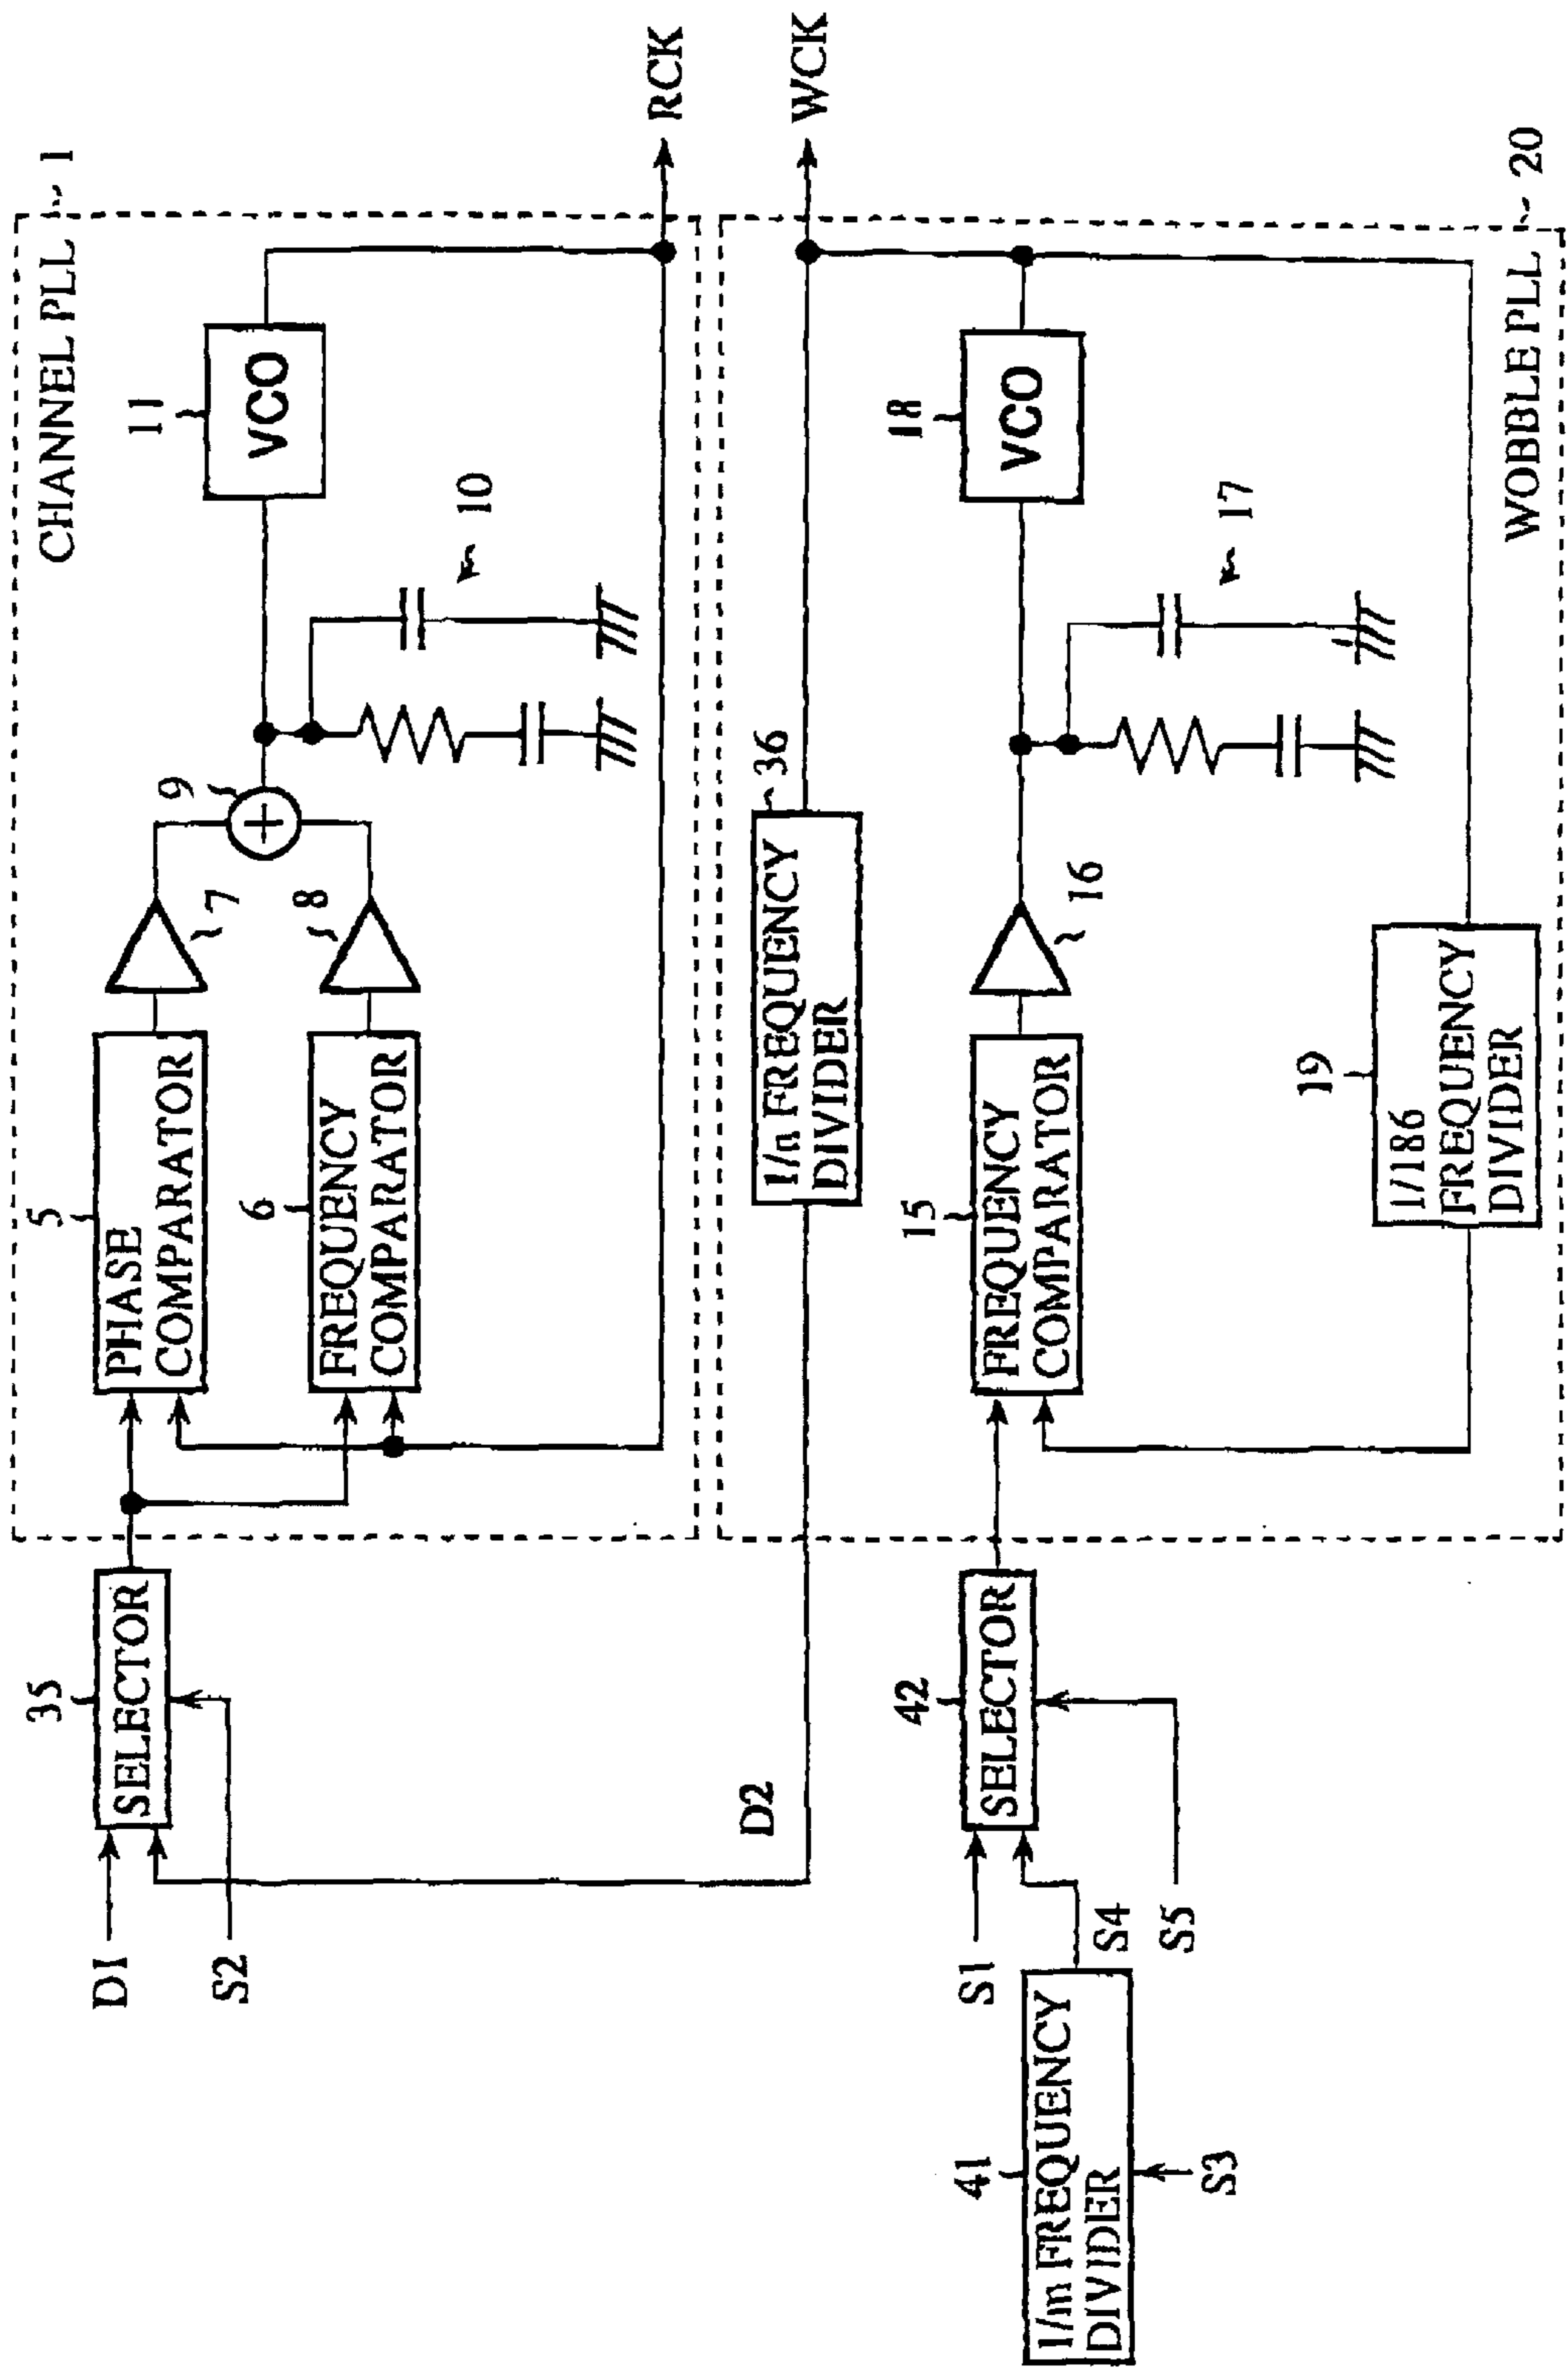 CHANNEL PLL
1
11
VCO
10
9
7
8
5
PHASE
COMPARATOR
6
FREQUENCY
COMPARATOR
35
SELECTOR
DI
S2
RCK
WCK
D2
36
1/n FREQUENCY
DIVIDER
18
VCO
17
16
15
FREQUENCY
COMPARATOR
19
1/186
FREQUENCY
DIVIDER
WOBBLE PLL
20
42
SELECTOR
S1
S4
S5
41
1/m FREQUENCY
DIVIDER
S3